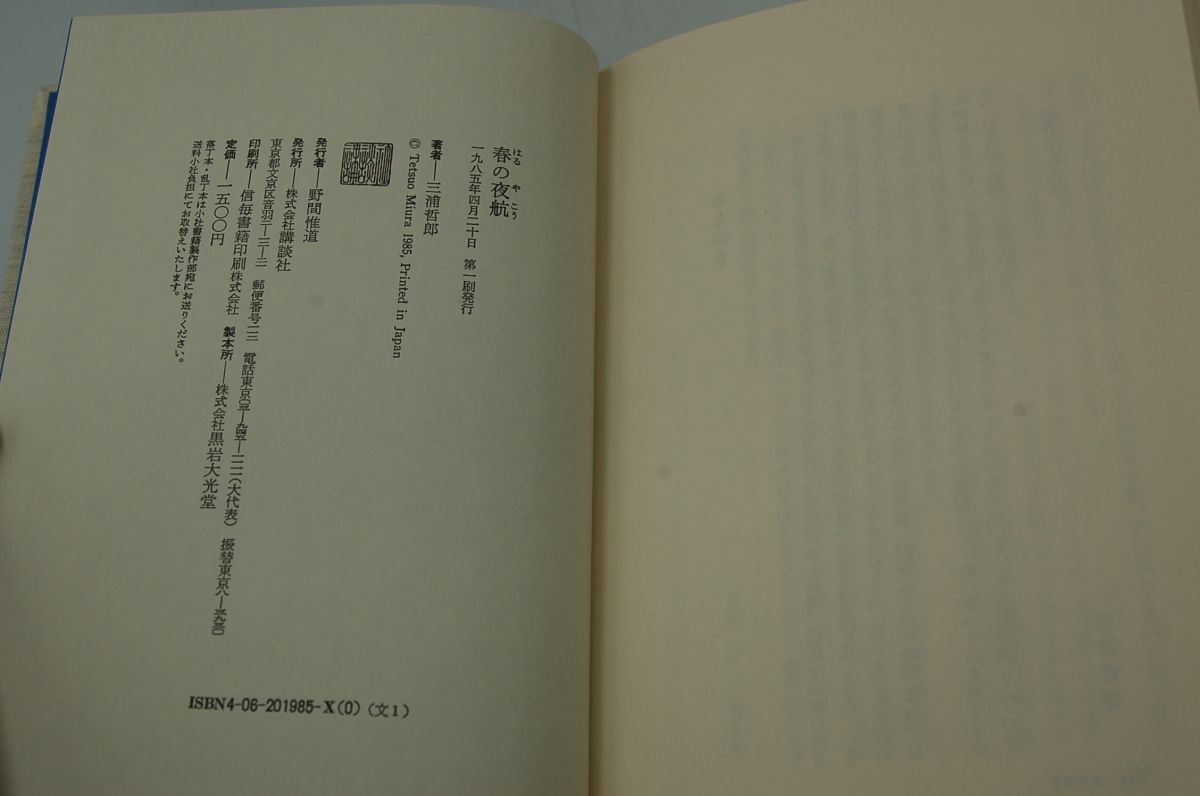 春の夜航
はる やこう
一九八五年四月二十日 第一刷発行
著者──三浦哲郎
© Tetsuo Miura 1985, Printed in Japan
発行者──野間惟道
発行所──株式会社講談社
東京都文京区音羽二―一二―二一 郵便番号一一二 電話東京〇三―九四五―一一一一(大代表) 振替東京八―三九三〇
印刷所──信毎書籍印刷株式会社 製本所──株式会社黒岩大光堂
定価──一五〇〇円
落丁本・乱丁本は小社書籍製作部宛にお送りください。
送料小社負担にてお取替えいたします。
ISBN4-06-201985-X(0) (文1)